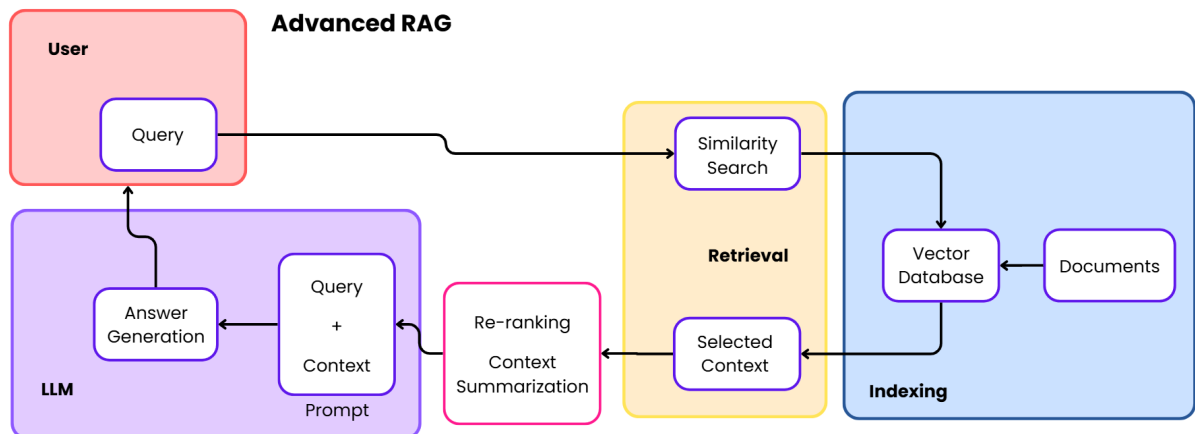 Advanced RAG
User
Query
Similarity
Search
Retrieval
Vector
Database
Documents
Indexing
Selected
Context
Re-ranking
Context
Summarization
Query
+
Context
Prompt
Answer
Generation
LLM